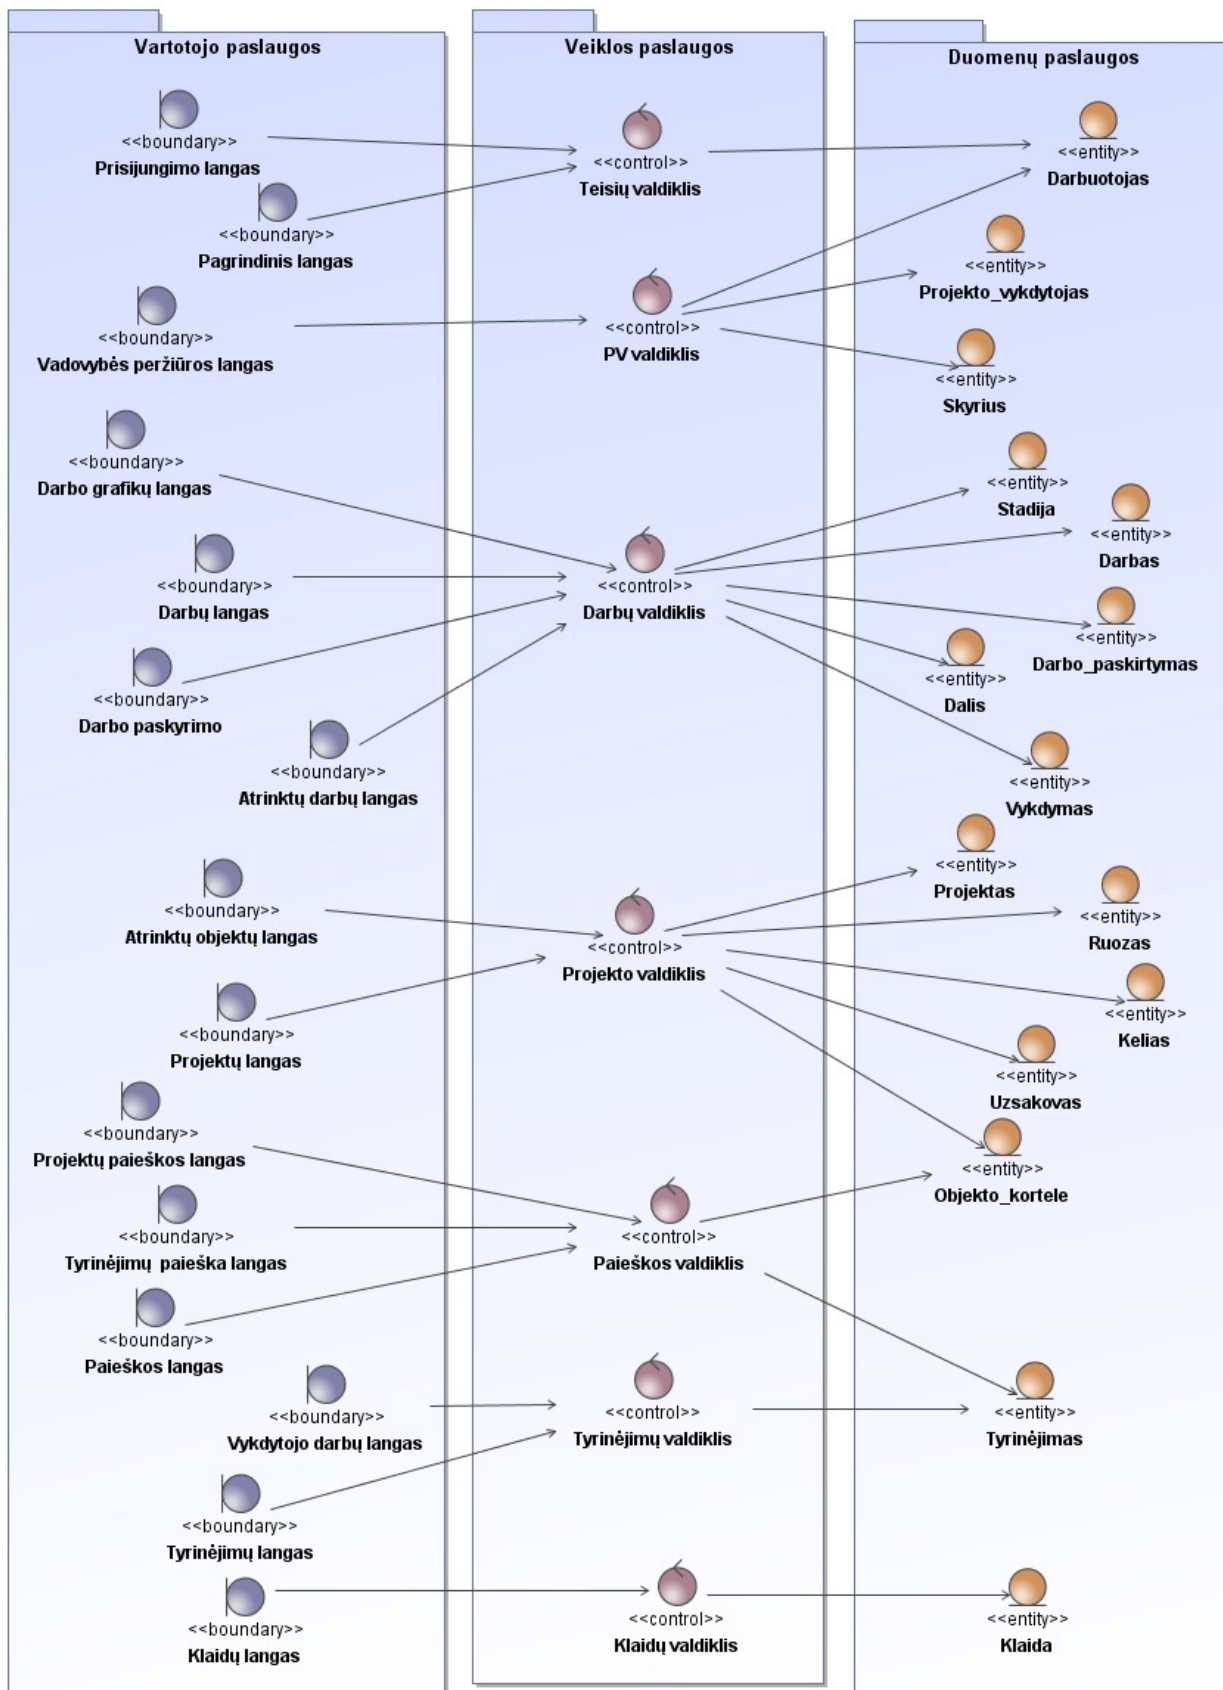 Vartotojo paslaugos
<<boundary>>
Prisijungimo langas
<<boundary>>
Pagrindinis langas
<<boundary>>
Vadovybės peržiūros langas
<<boundary>>
Darbo grafikų langas
<<boundary>>
Darbų langas
<<boundary>>
Darbo paskyrimo
<<boundary>>
Atrinktų darbų langas
<<boundary>>
Atrinktų objektų langas
<<boundary>>
Projektų langas
<<boundary>>
Projektų paieškos langas
<<boundary>>
Tyrinėjimų paieška langas
<<boundary>>
Paieškos langas
<<boundary>>
Vykdytojo darbų langas
<<boundary>>
Tyrinėjimų langas
<<boundary>>
Klaidų langas
Veiklos paslaugos
<<control>>
Teisių valdiklis
<<control>>
PV valdiklis
<<control>>
Darbų valdiklis
<<control>>
Projekto valdiklis
<<control>>
Paieškos valdiklis
<<control>>
Tyrinėjimų valdiklis
<<control>>
Klaidų valdiklis
Duomenų paslaugos
<<entity>>
Darbuotojas
<<entity>>
Projekto_vykdytojas
<<entity>>
Skyrius
<<entity>>
Stadija
<<entity>>
Darbas
<<entity>>
Darbo_paskirtymas
<<entity>>
Dalis
<<entity>>
Vykdymas
<<entity>>
Projektas
<<entity>>
Ruozas
<<entity>>
Kelias
<<entity>>
Uzsakovas
<<entity>>
Objekto_kortele
<<entity>>
Tyrinėjimas
<<entity>>
Klaida